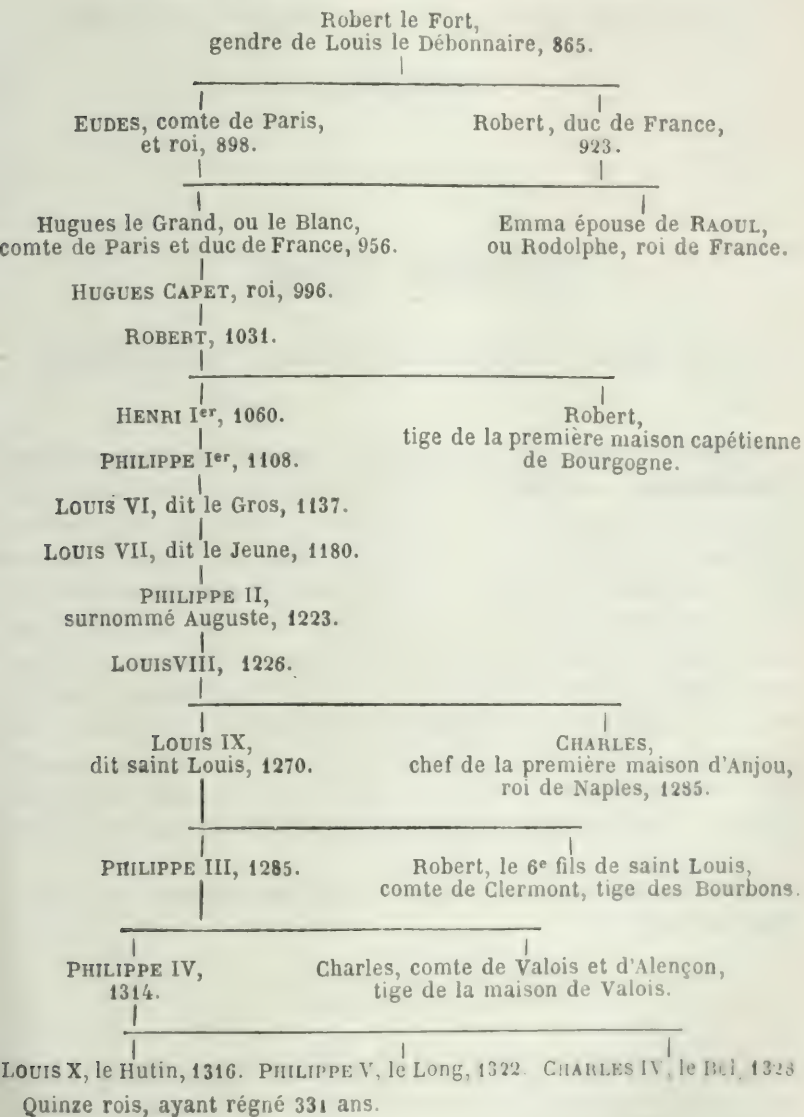 Robert le Fort,
gendre de Louis le Débonnaire, 865.
EUDES, comte de Paris,
et roi, 898.
Robert, duc de France,
923.
Hugues le Grand, ou le Blanc,
comte de Paris et duc de France, 956.
Emma épouse de RAOUL,
ou Rodolphe, roi de France.
HUGUES CAPET, roi, 996.
ROBERT, 1031.
HENRI Ier, 1060.
Robert,
tige de la première maison capétienne
de Bourgogne.
PHILIPPE Ier, 1108.
LOUIS VI, dit le Gros, 1137.
LOUIS VII, dit le Jeune, 1180.
PHILIPPE II,
surnommé Auguste, 1223.
LOUIS VIII, 1226.
LOUIS IX,
dit saint Louis, 1270.
CHARLES,
chef de la première maison d'Anjou,
roi de Naples, 1285.
PHILIPPE III, 1285.
Robert, le 6e fils de saint Louis,
comte de Clermont, tige des Bourbons.
PHILIPPE IV,
1314.
Charles, comte de Valois et d'Alençon,
tige de la maison de Valois.
LOUIS X, le Hutin, 1316. PHILIPPE V, le Long, 1322. CHARLES IV, le Bel, 1328
Quinze rois, ayant régné 331 ans.